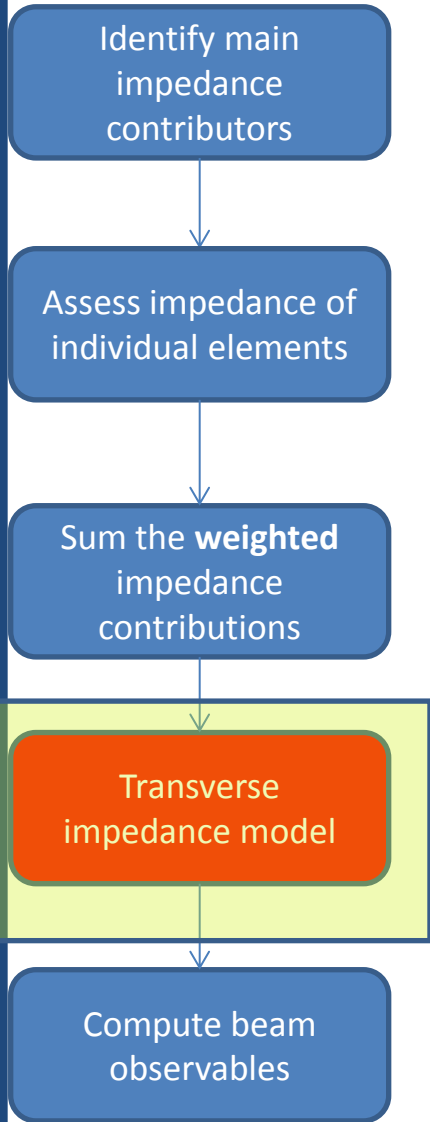 Identify main
impedance
contributors
Assess impedance of
individual elements
Sum the weighted
impedance
contributions
Transverse
impedance model
Compute beam
observables